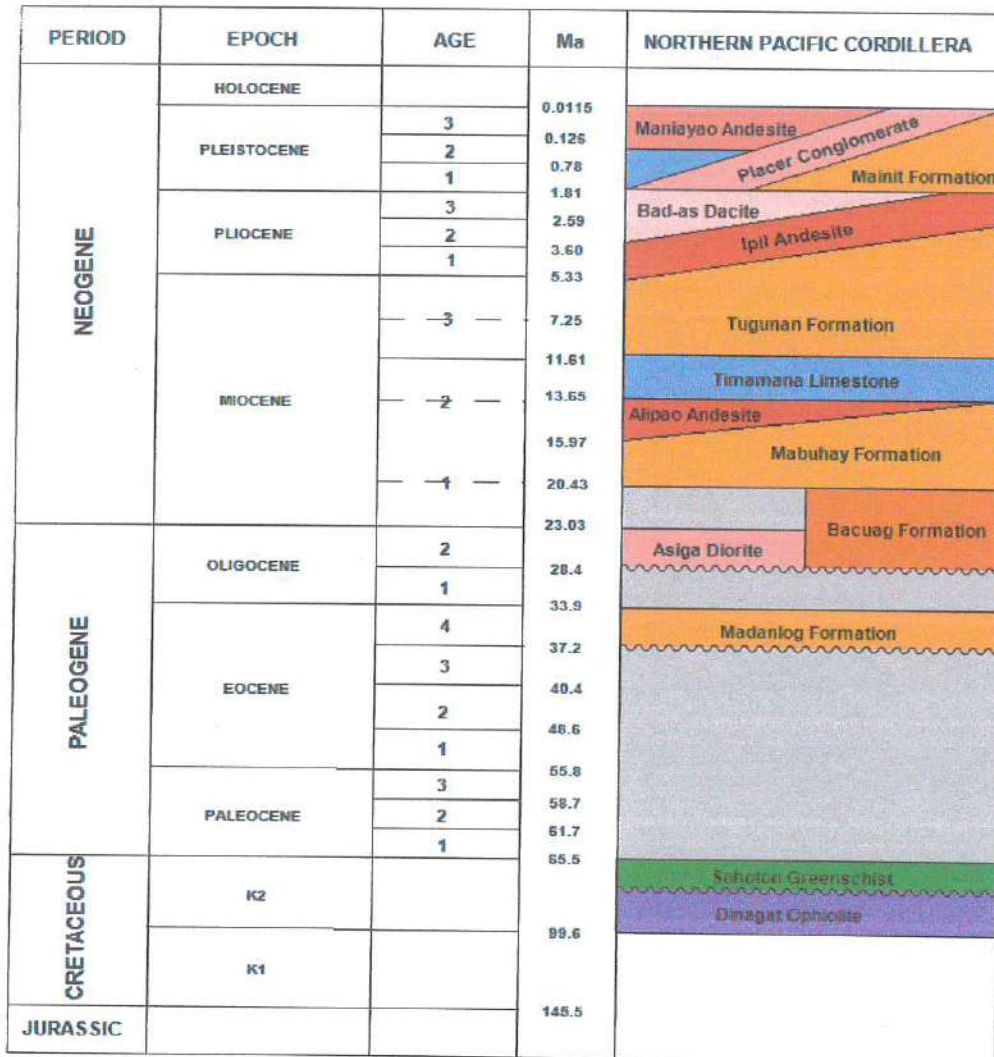 PERIOD EPOCH AGE Ma NORTHERN PACIFIC CORDILLERA
HOLOCENE
0.0115
3 Maniayao Andesite
0.126
PLEISTOCENE 2 Placer Conglomerate
0.78
1 Mainit Formation
1.81
3 Bad-as Dacite
2.59
PLIOCENE 2 Ipil Andesite
3.60
1
5.33
NEOGENE
3 7.25 Tugunan Formation
11.61
Timamana Limestone
MIOCENE 2 13.65
Alipao Andesite
15.97
Mabuhay Formation
1 20.43
23.03
Bacuag Formation
2 Asiga Diorite
OLIGOCENE 28.4
1
33.9
4 Madanlog Formation
37.2
3
PALEOGENE EOCENE 40.4
2
48.6
1
55.8
3
58.7
PALEOCENE 2
61.7
1
65.5
Sohoton Greenschist
CRETACEOUS K2
Dinagat Ophiolite
99.6
K1
145.5
JURASSIC